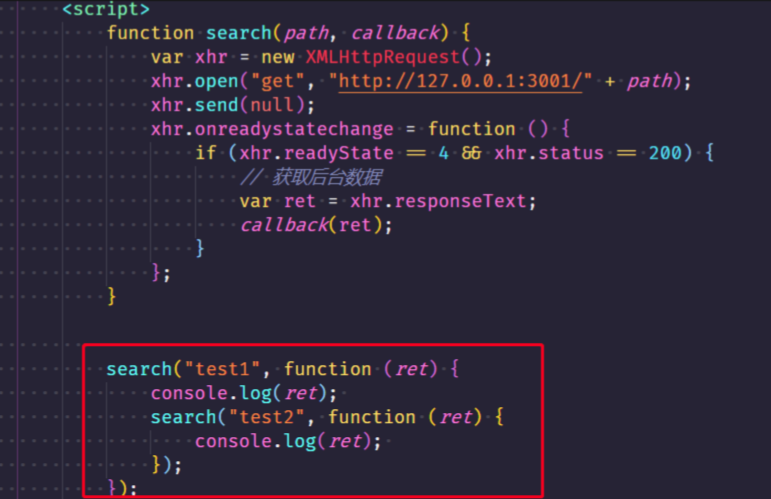 <script>
function search(path, callback) {
var xhr = new XMLHttpRequest();
xhr.open("get", "http://127.0.0.1:3001/" + path);
xhr.send(null);
xhr.onreadystatechange = function () {
if (xhr.readyState == 4 && xhr.status == 200) {
// 获取后台数据
var ret = xhr.responseText;
callback(ret);
}
};
}
search("test1", function (ret) {
console.log(ret);
search("test2", function (ret) {
console.log(ret);
});
});